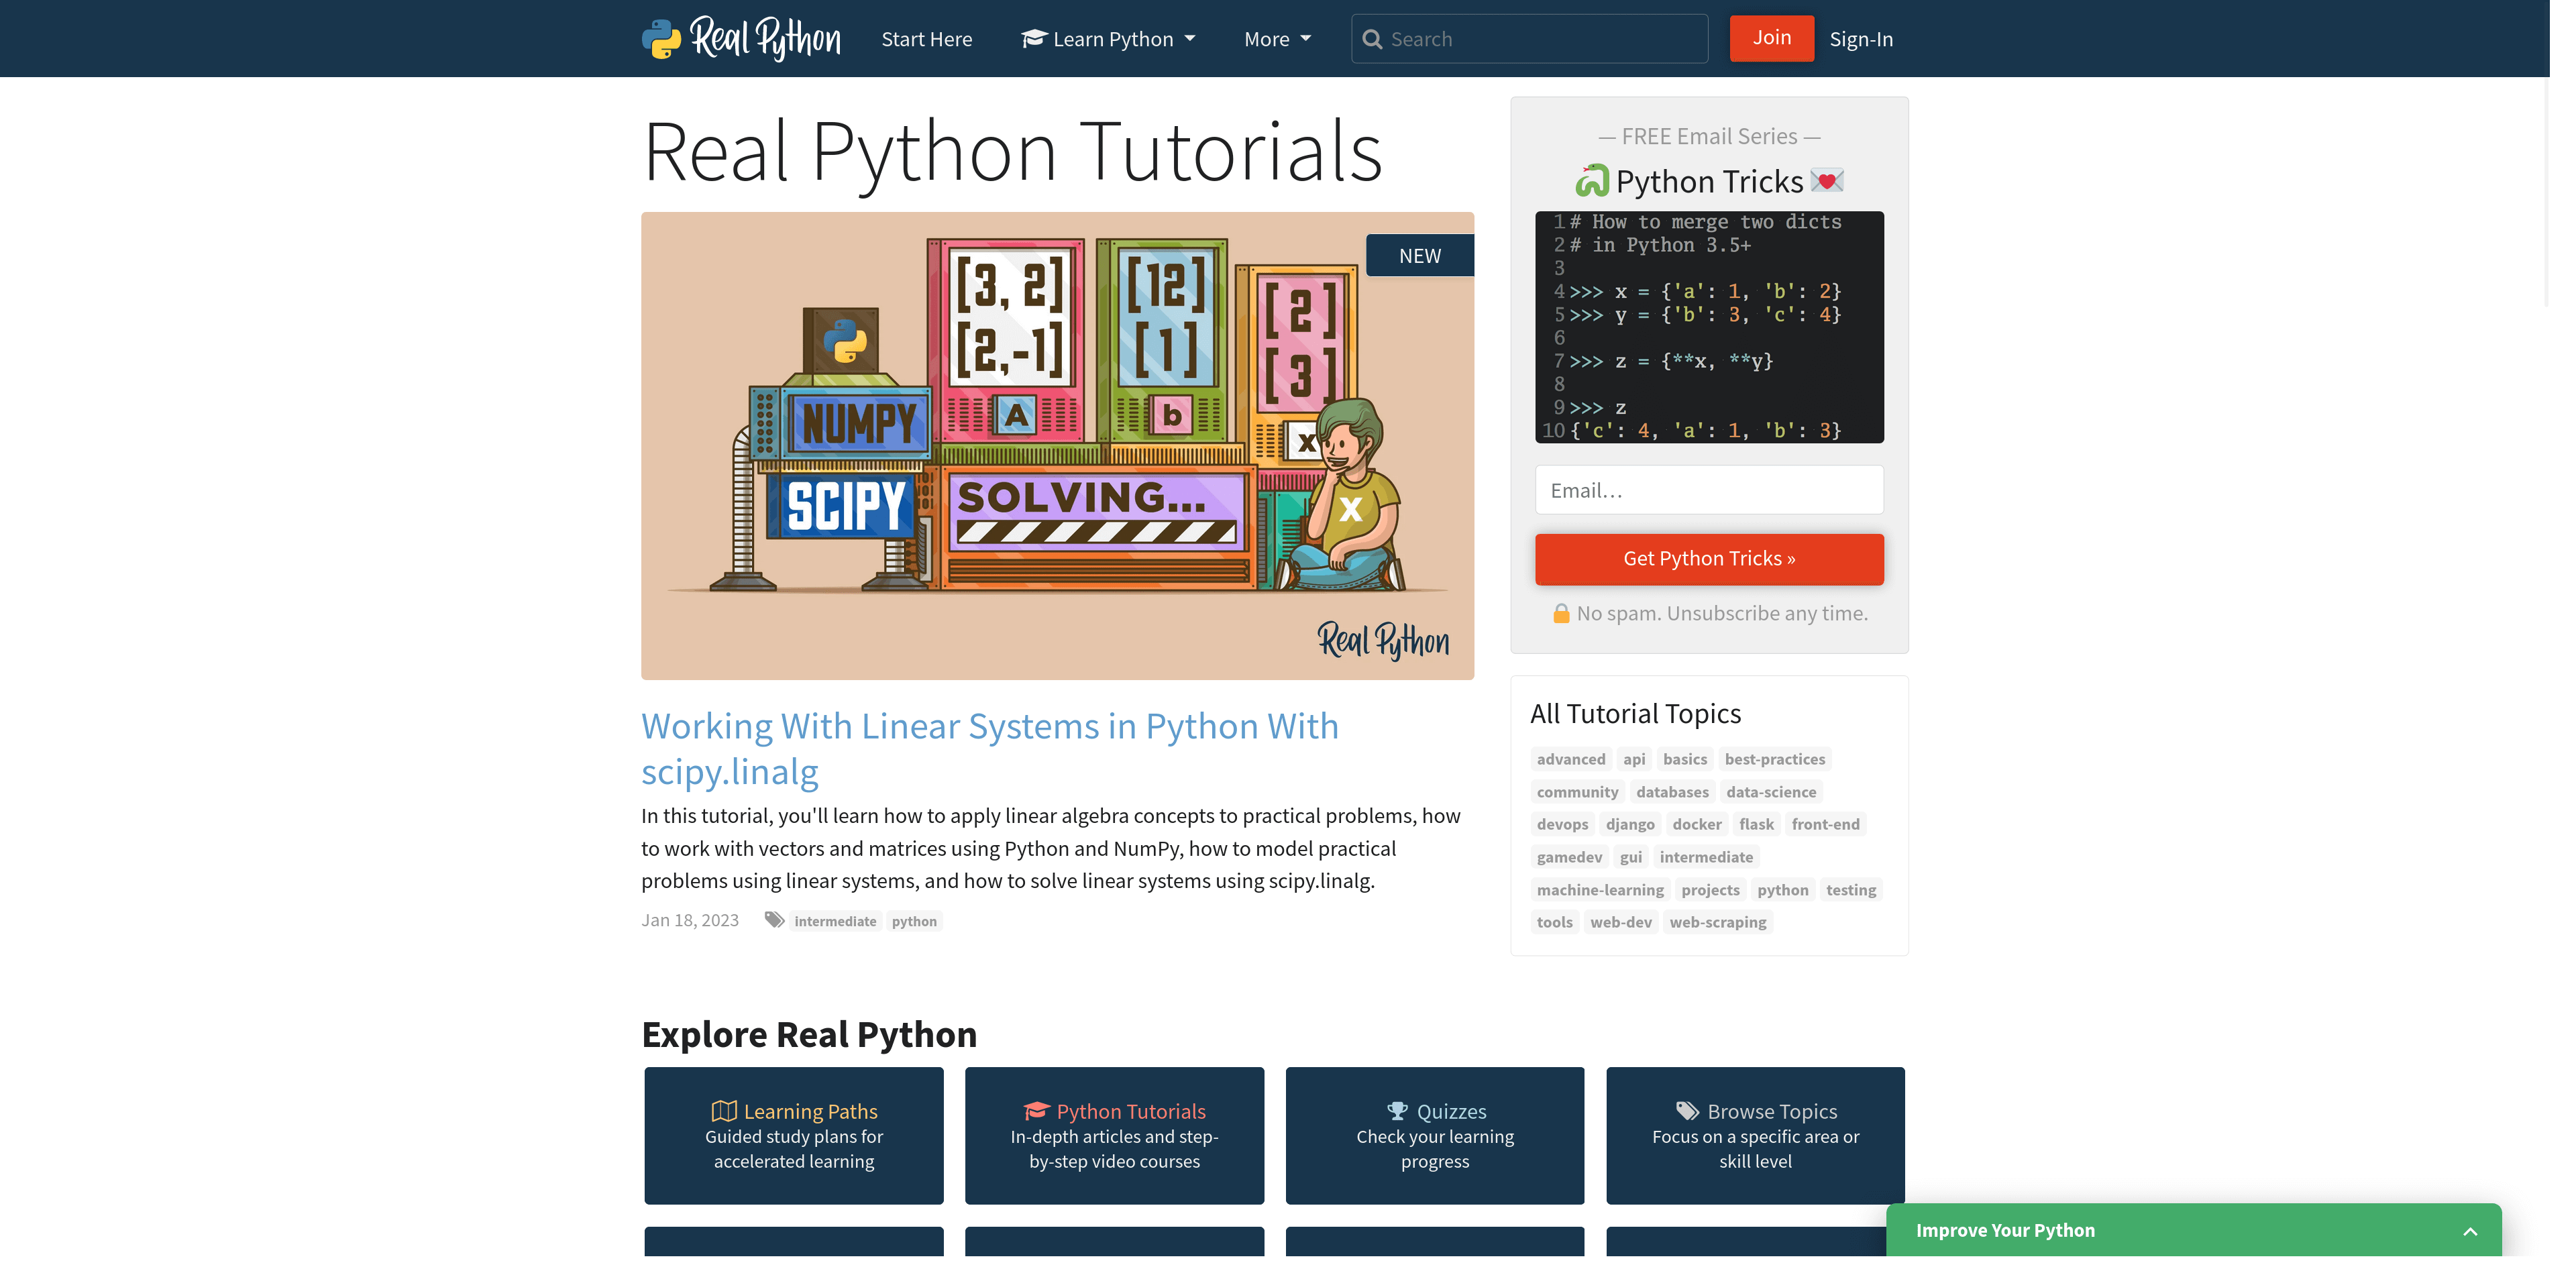 Real Python
Start Here
Learn Python
More
Search
Join
Sign-In
Real Python Tutorials
NEW
[3, 2]
[2,-1]
[12]
[1]
[2]
[3]
A
b
x
NUMPY
SCIPY
SOLVING...
X
Real Python
Working With Linear Systems in Python With
scipy.linalg
In this tutorial, you'll learn how to apply linear algebra concepts to practical problems, how
to work with vectors and matrices using Python and NumPy, how to model practical
problems using linear systems, and how to solve linear systems using scipy.linalg.
Jan 18, 2023 intermediate python
— FREE Email Series —
Python Tricks
1 # How to merge two dicts
2 # in Python 3.5+
3
4 >>> x = {'a': 1, 'b': 2}
5 >>> y = {'b': 3, 'c': 4}
6
7 >>> z = {**x, **y}
8
9 >>> z
10 {'c': 4, 'a': 1, 'b': 3}
Email…
Get Python Tricks »
No spam. Unsubscribe any time.
All Tutorial Topics
advanced api basics best-practices
community databases data-science
devops django docker flask front-end
gamedev gui intermediate
machine-learning projects python testing
tools web-dev web-scraping
Explore Real Python
Learning Paths
Guided study plans for
accelerated learning
Python Tutorials
In-depth articles and step-
by-step video courses
Quizzes
Check your learning
progress
Browse Topics
Focus on a specific area or
skill level
Improve Your Python